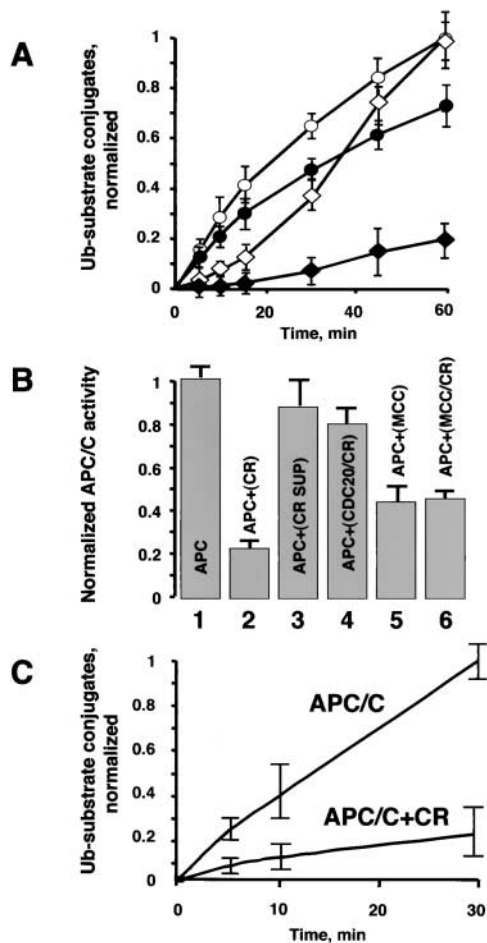 A
Ub-substrate conjugates,
normalized
1
0.8
0.6
0.4
0.2
0
0
20
40
60
Time, min
B
Normalized APC/C activity
1
0.8
0.6
0.4
0.2
0
APC
APC+(CR)
APC+(CR SUP)
APC+(CDC20/CR)
APC+(MCC)
APC+(MCC/CR)
1 2 3 4 5 6
C
Ub-substrate conjugates,
normalized
1
0.8
0.6
0.4
0.2
0
APC/C
APC/C+CR
0
10
20
30
Time, min